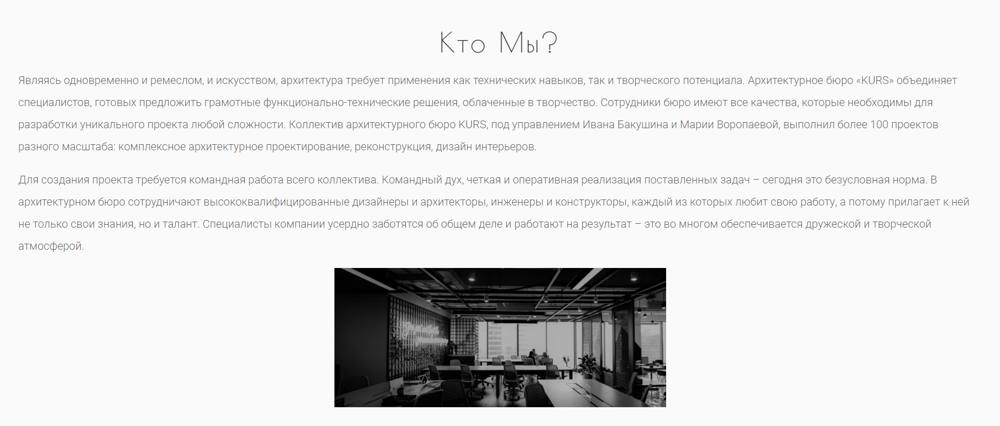 Кто Мы?
Являясь одновременно и ремеслом, и искусством, архитектура требует применения как технических навыков, так и творческого потенциала. Архитектурное бюро «KURS» объединяет
специалистов, готовых предложить грамотные функционально-технические решения, облаченные в творчество. Сотрудники бюро имеют все качества, которые необходимы для
разработки уникального проекта любой сложности. Коллектив архитектурного бюро KURS, под управлением Ивана Бакушина и Марии Воропаевой, выполнил более 100 проектов
разного масштаба: комплексное архитектурное проектирование, реконструкция, дизайн интерьеров.
Для создания проекта требуется командная работа всего коллектива. Командный дух, четкая и оперативная реализация поставленных задач – сегодня это безусловная норма. В
архитектурном бюро сотрудничают высококвалифицированные дизайнеры и архитекторы, инженеры и конструкторы, каждый из которых любит свою работу, а потому прилагает к ней
не только свои знания, но и талант. Специалисты компании усердно заботятся об общем деле и работают на результат – это во многом обеспечивается дружеской и творческой
атмосферой.